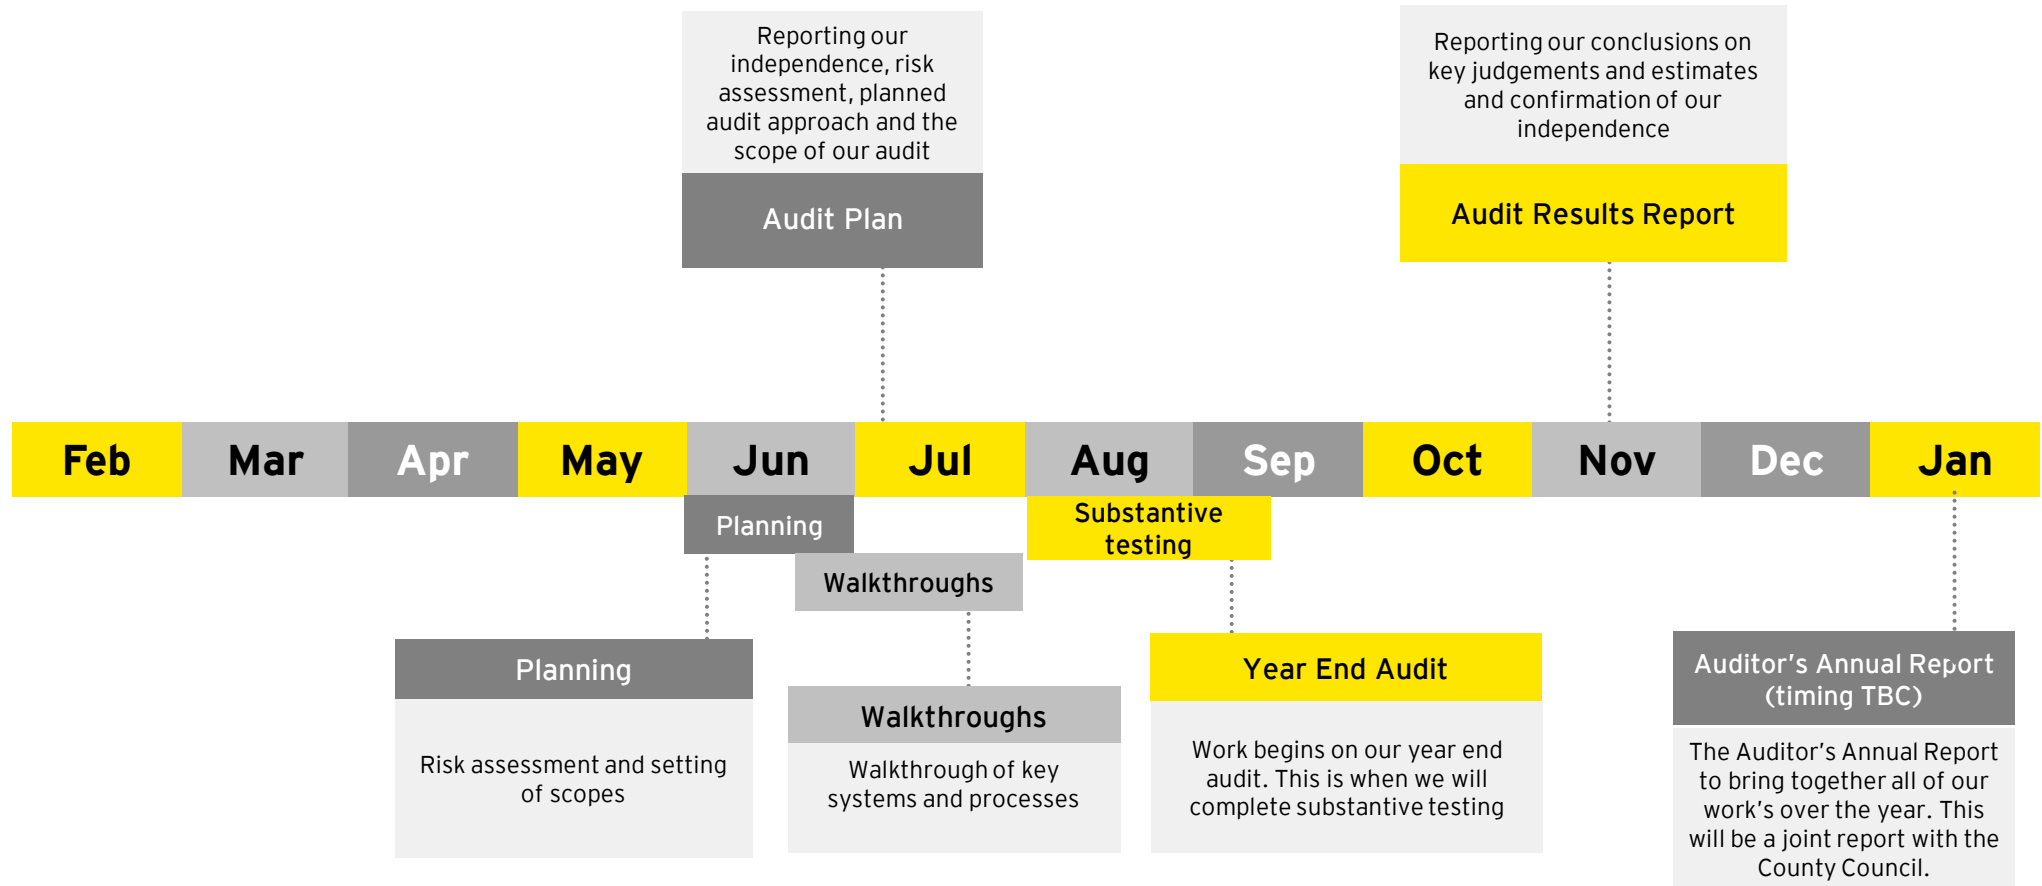 Reporting our
independence, risk
assessment, planned
audit approach and the
scope of our audit
Audit Plan
Reporting our conclusions on
key judgements and estimates
and confirmation of our
independence
Audit Results Report
Feb
Mar
Apr
May
Jun
Jul
Aug
Sep
Oct
Nov
Dec
Jan
Planning
Walkthroughs
Substantive
testing
Planning
Risk assessment and setting
of scopes
Walkthroughs
Walkthrough of key
systems and processes
Year End Audit
Work begins on our year end
audit. This is when we will
complete substantive testing
Auditor's Annual Report
(timing TBC)
The Auditor's Annual Report
to bring together all of our
work's over the year. This
will be a joint report with the
County Council.